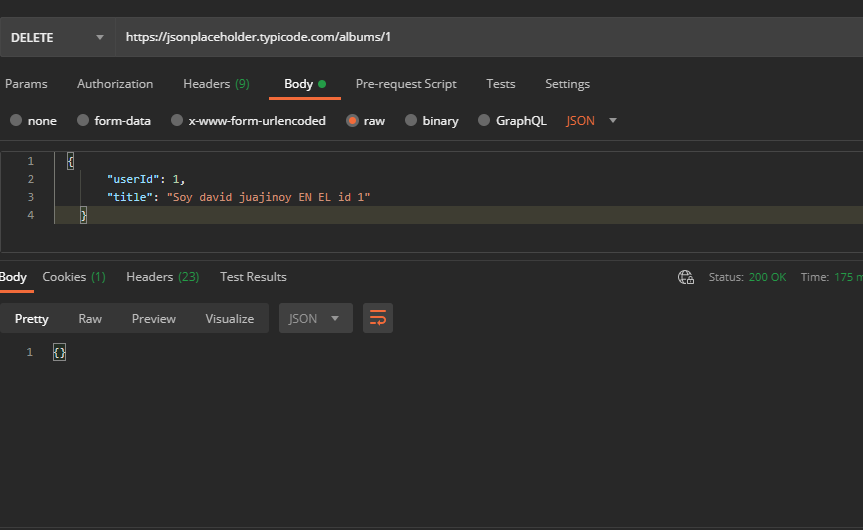 DELETE https://jsonplaceholder.typicode.com/albums/1
Params Authorization Headers (9) Body Pre-request Script Tests Settings
none form-data x-www-form-urlencoded raw binary GraphQL JSON
1 {
2 "userId": 1,
3 "title": "Soy david juajinoy EN EL id 1"
4 }
Body Cookies (1) Headers (23) Test Results Status: 200 OK Time: 175 m
Pretty Raw Preview Visualize JSON
1 {}